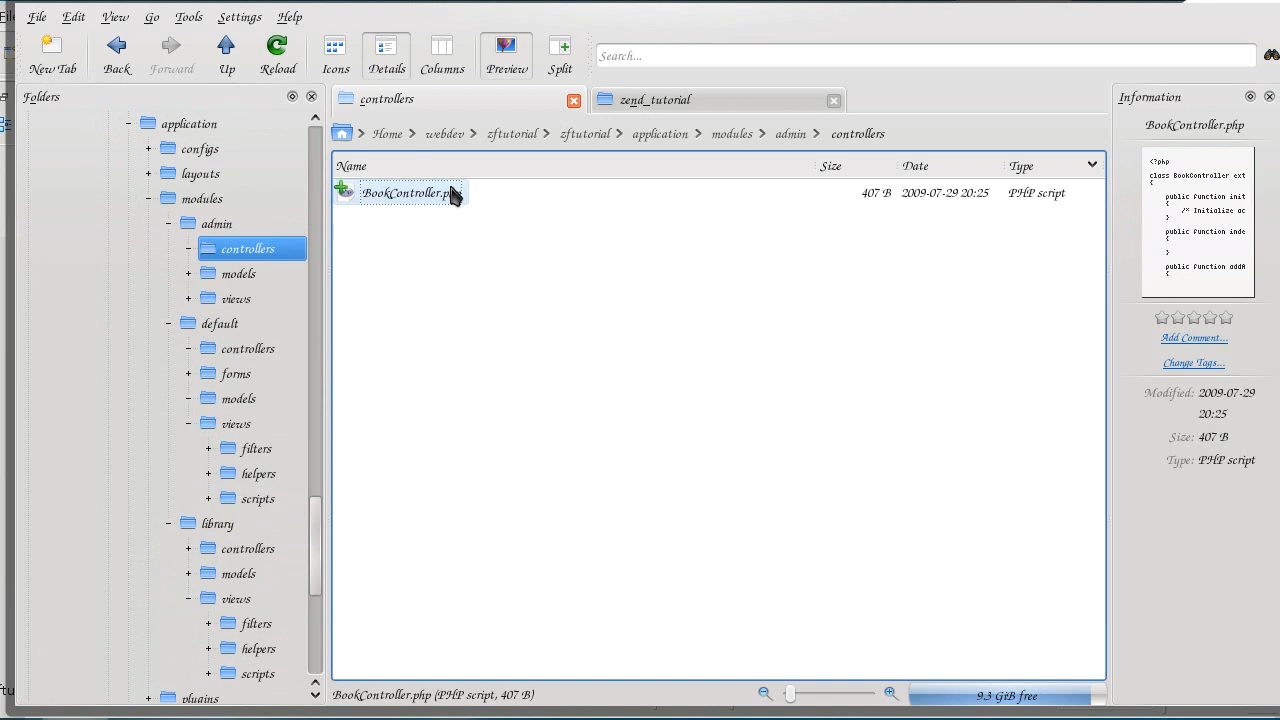 File Edit View Go Tools Settings Help
New Tab Back Forward Up Reload Icons Details Columns Preview Split Search...
Folders
controllers
zend_tutorial
Information
Home webdev zftutorial zftutorial application modules admin controllers
Name Size Date Type
BookController.p 407 B 2009-07-29 20:25 PHP script
application
configs
layouts
modules
admin
controllers
models
views
default
controllers
forms
models
views
filters
helpers
scripts
library
controllers
models
views
filters
helpers
scripts
plugins
BookController.php
<?php
class BookController ext
{
public function init
{
/* Initialize ac
}
public function inde
{
}
public function addA
{
Add Comment...
Change Tags...
Modified: 2009-07-29
20:25
Size: 407 B
Type: PHP script
BookController.php (PHP script, 407 B)
9.3 GiB free